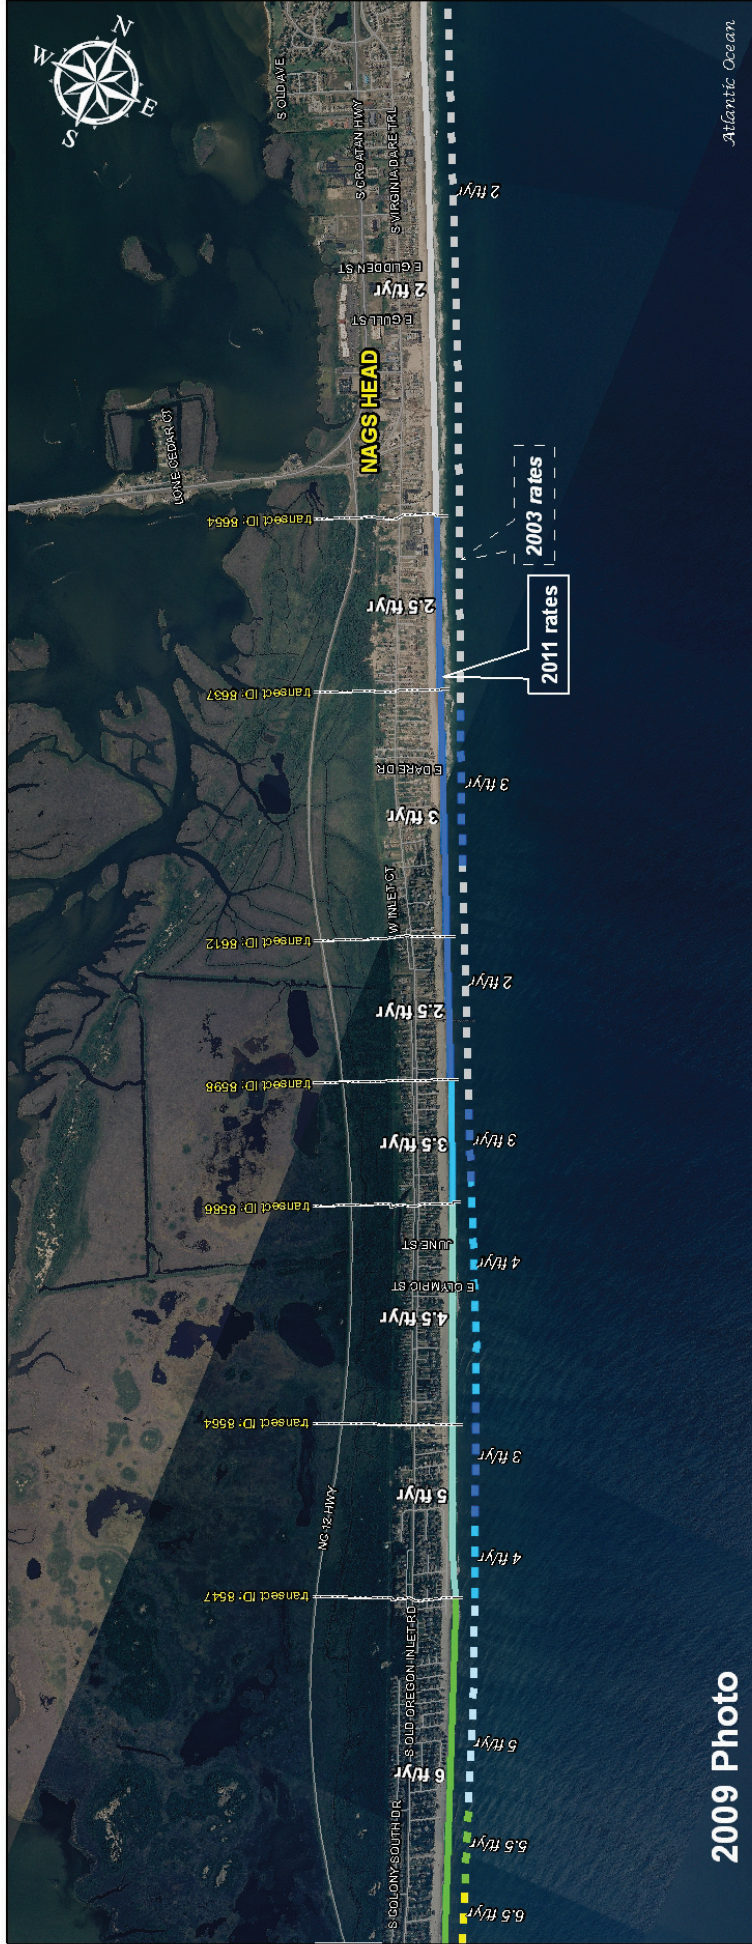 N
W
E
S
Atlantic Ocean
S OLD AVE
S CROATAN HWY
S VIRGINIA DARE TRL
2 ft/yr
E GLIDDEN ST
2 ft/yr
E GULL ST
NAGS HEAD
LONE CEDAR CT
transect ID: 8654
2003 rates
2.5 ft/yr
2011 rates
transect ID: 8637
E DARE DR
3 ft/yr
3 ft/yr
W INLET CT
transect ID: 8612
2 ft/yr
2.5 ft/yr
transect ID: 8598
3.5 ft/yr
3 ft/yr
transect ID: 8586
JUNE ST
4 ft/yr
E OLYMPIC ST
4.5 ft/yr
transect ID: 8564
3 ft/yr
5 ft/yr
NC 12 HWY
4 ft/yr
transect ID: 8547
S OLD OREGON INLET RD
5 ft/yr
6 ft/yr
S COLONY SOUTH DR
5.5 ft/yr
6.5 ft/yr
2009 Photo